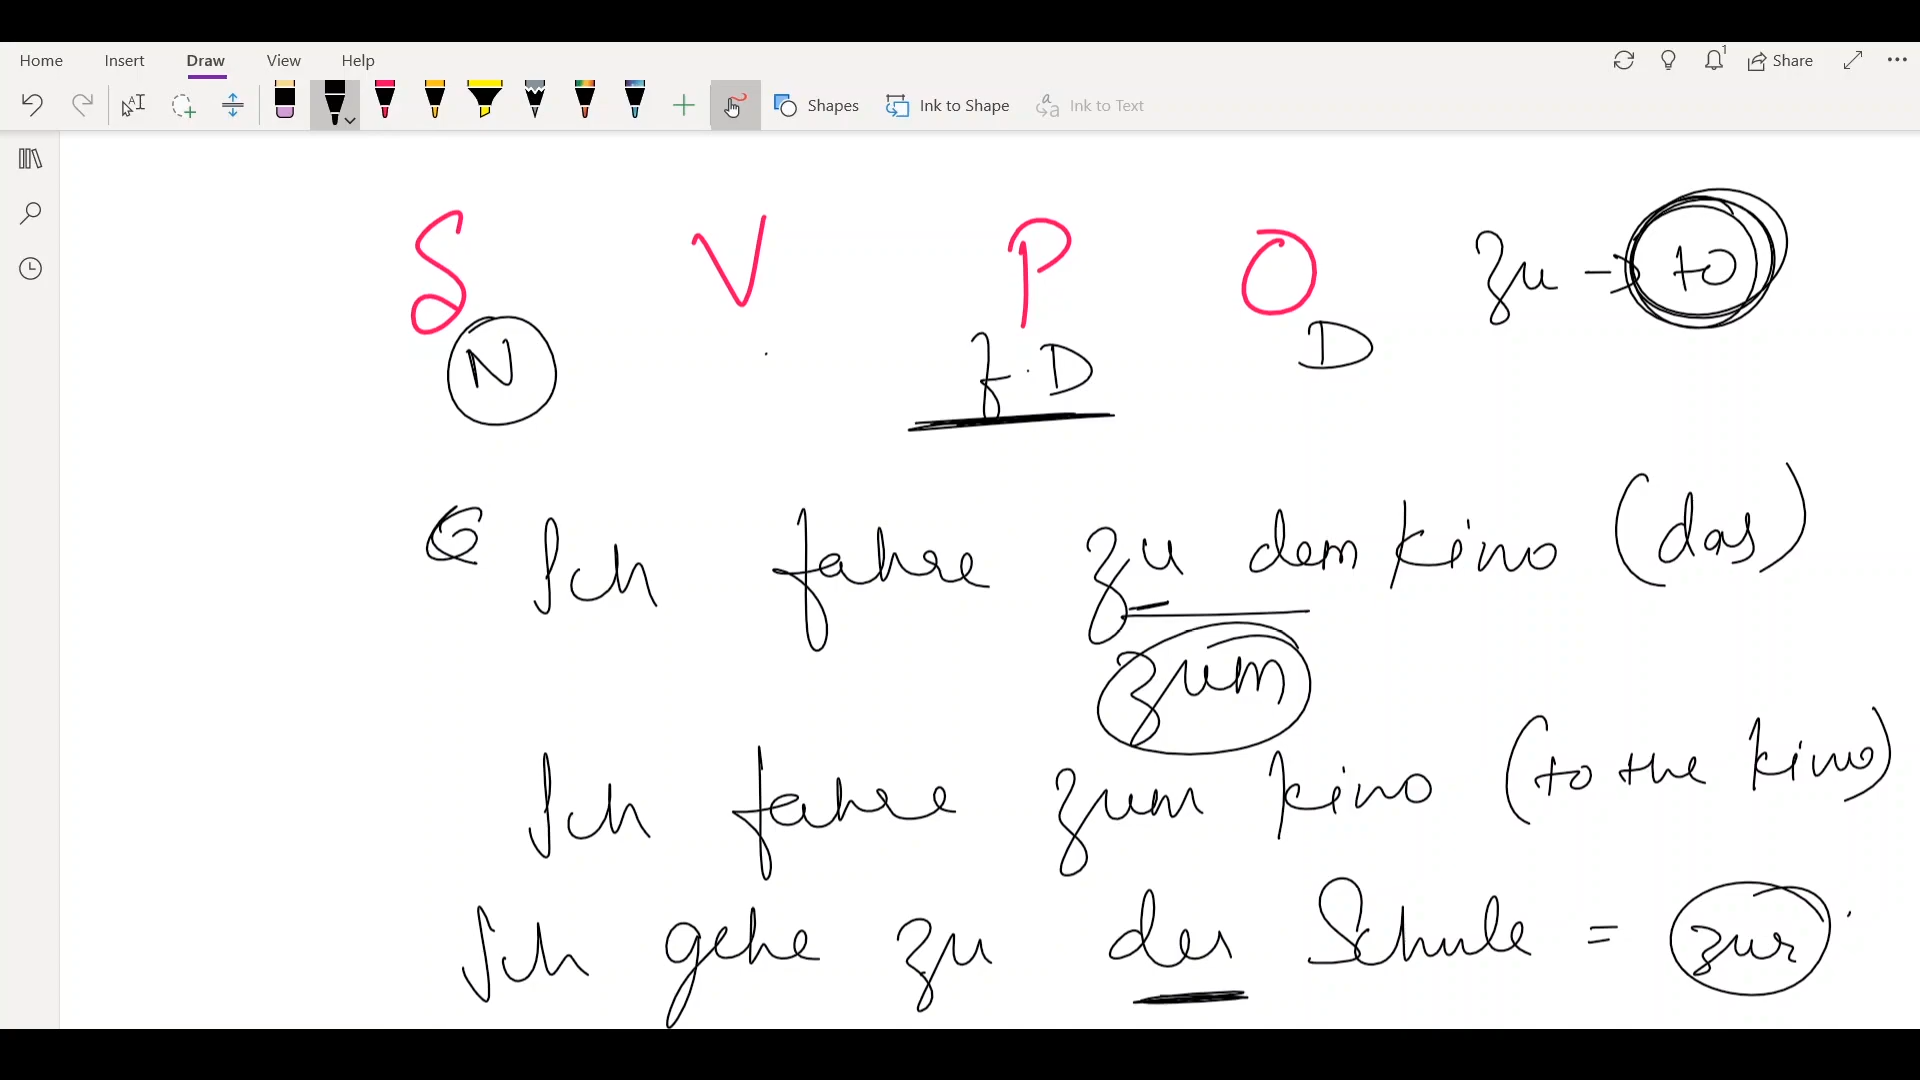 Home Insert Draw View Help 1 Share
Shapes Ink to Shape Ink to Text
S V P O zu → to
N f. D D
Ich fahre zu dem kino (das)
zum
Ich fahre zum kino (to the kino)
Ich gehe zu der Schule = zur